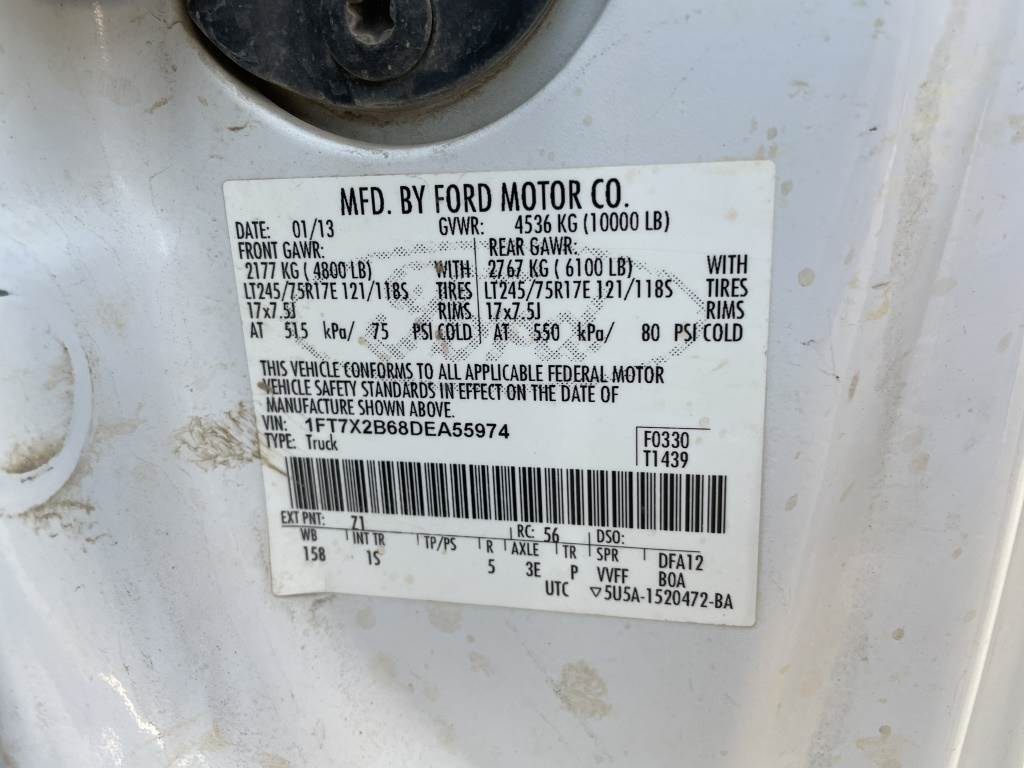 MFD. BY FORD MOTOR CO.
DATE: 01/13 GVWR: 4536 KG (10000 LB)
FRONT GAWR: REAR GAWR:
2177 KG ( 4800 LB) WITH 2767 KG ( 6100 LB) WITH
LT245/75R17E 121/118S TIRES LT245/75R17E 121/118S TIRES
17x7.5J RIMS 17x7.5J RIMS
AT 515 kPa/ 75 PSI COLD AT 550 kPa/ 80 PSI COLD
THIS VEHICLE CONFORMS TO ALL APPLICABLE FEDERAL MOTOR
VEHICLE SAFETY STANDARDS IN EFFECT ON THE DATE OF
MANUFACTURE SHOWN ABOVE.
VIN: 1FT7X2B68DEA55974
TYPE: Truck
F0330
T1439
EXT PNT: Z1 RC: 56 DSO:
WB INT TR TP/PS R AXLE TR SPR DFA12
158 1S 5 3E P VVFF BOA
UTC ▽5U5A-1520472-BA